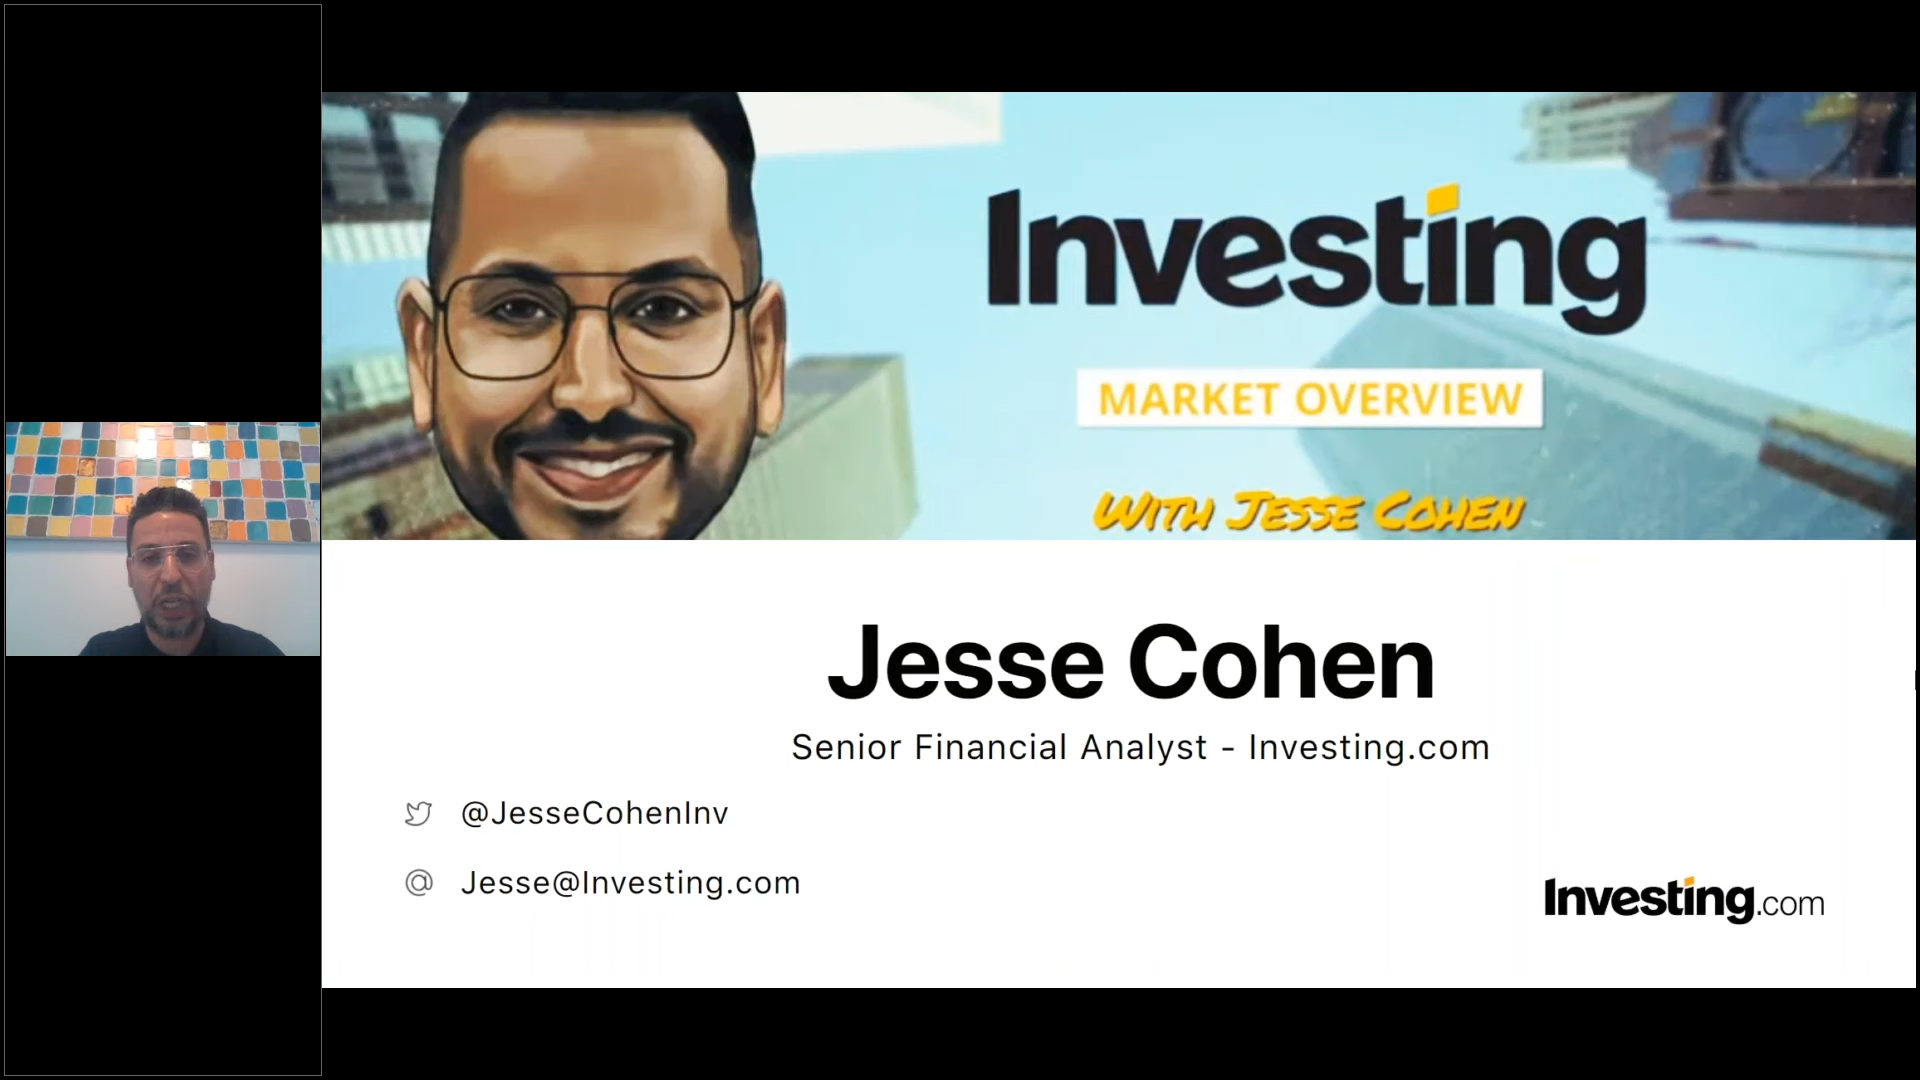 Investing
MARKET OVERVIEW
WITH JESSE COHEN
Jesse Cohen
Senior Financial Analyst - Investing.com
@JesseCohenInv
@ Jesse@Investing.com
Investing.com